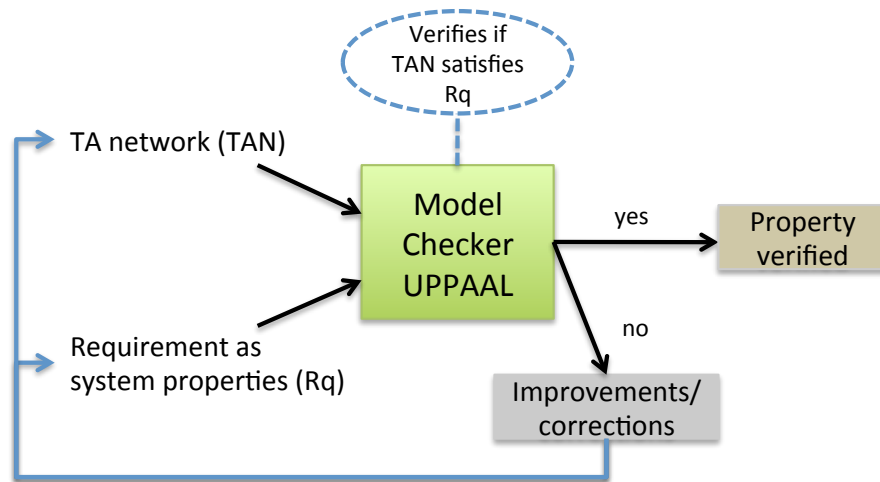 Verifies if
TAN satisfies
Rq
TA network (TAN)
Model
Checker
UPPAAL
yes
Property
verified
no
Requirement as
system properties (Rq)
Improvements/
corrections